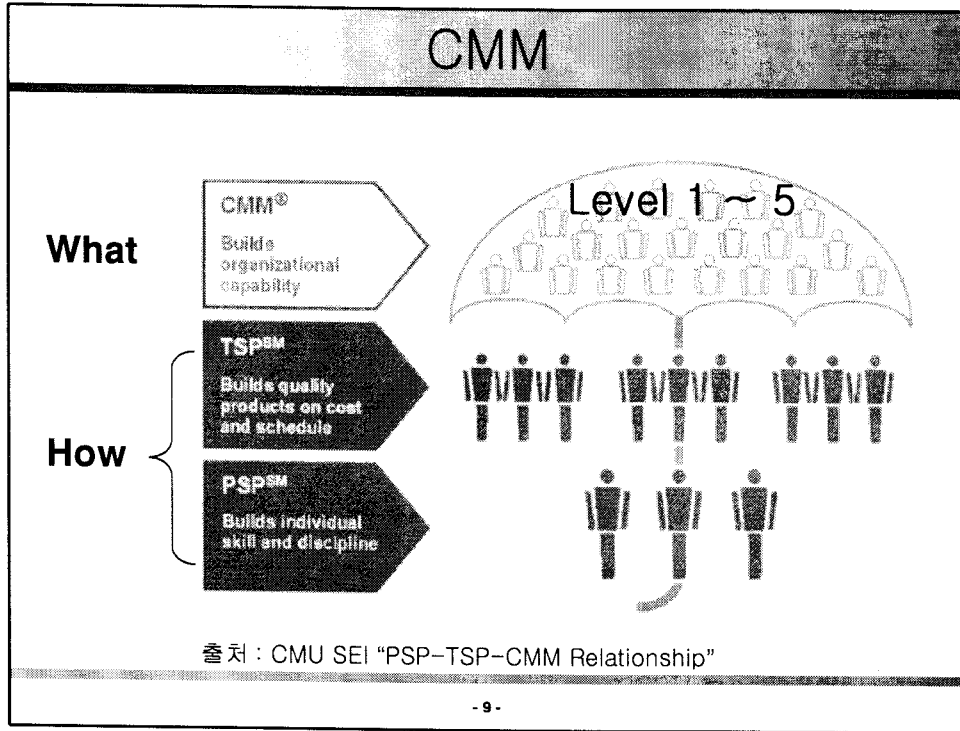 CMM
What
CMM®
Builds
organizational
capability
Level 1 ~ 5
How
TSP℠
Builds quality
products on cost
and schedule
PSP℠
Builds individual
skill and discipline
출처 : CMU SEI “PSP-TSP-CMM Relationship”
- 9 -